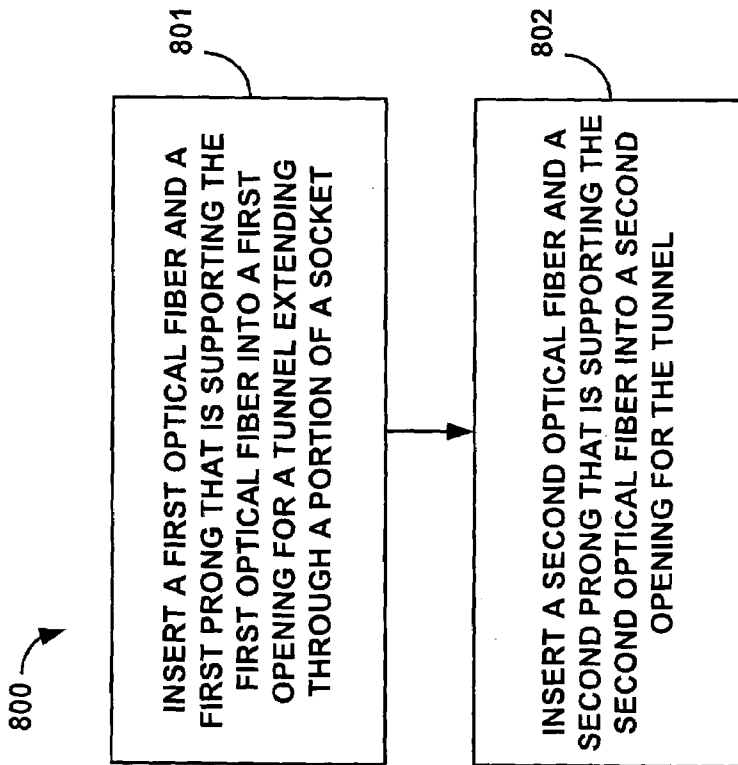 800
801
INSERT A FIRST OPTICAL FIBER AND A
FIRST PRONG THAT IS SUPPORTING THE
FIRST OPTICAL FIBER INTO A FIRST
OPENING FOR A TUNNEL EXTENDING
THROUGH A PORTION OF A SOCKET
802
INSERT A SECOND OPTICAL FIBER AND A
SECOND PRONG THAT IS SUPPORTING THE
SECOND OPTICAL FIBER INTO A SECOND
OPENING FOR THE TUNNEL